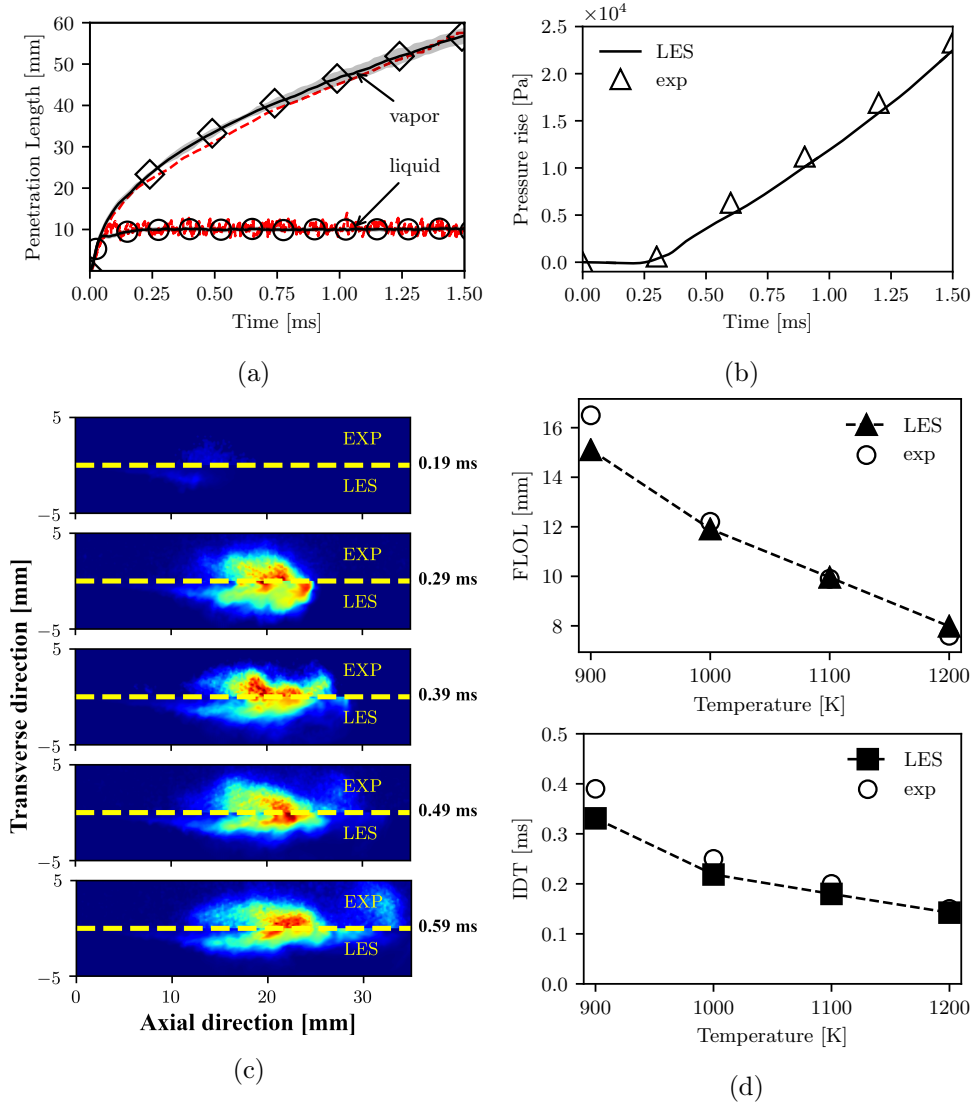 60
50
40
30
20
10
0.00 0.25 0.50 0.75 1.00 1.25 1.50
Time [ms]
Penetration Length [mm]
vapor
liquid
(a)
×10⁴
2.5
2.0
1.5
1.0
0.5
0.0
0.00 0.25 0.50 0.75 1.00 1.25 1.50
Time [ms]
Pressure rise [Pa]
LES
exp
(b)
Transverse direction [mm]
5
EXP
0.19 ms
LES
−5
5
EXP
0.29 ms
LES
−5
5
EXP
0.39 ms
LES
−5
5
EXP
0.49 ms
LES
−5
5
EXP
0.59 ms
LES
−5
0 10 20 30
Axial direction [mm]
(c)
16
14
12
10
8
900 1000 1100 1200
Temperature [K]
FLOL [mm]
LES
exp
0.5
0.4
0.3
0.2
0.1
0.0
900 1000 1100 1200
Temperature [K]
IDT [ms]
LES
exp
(d)